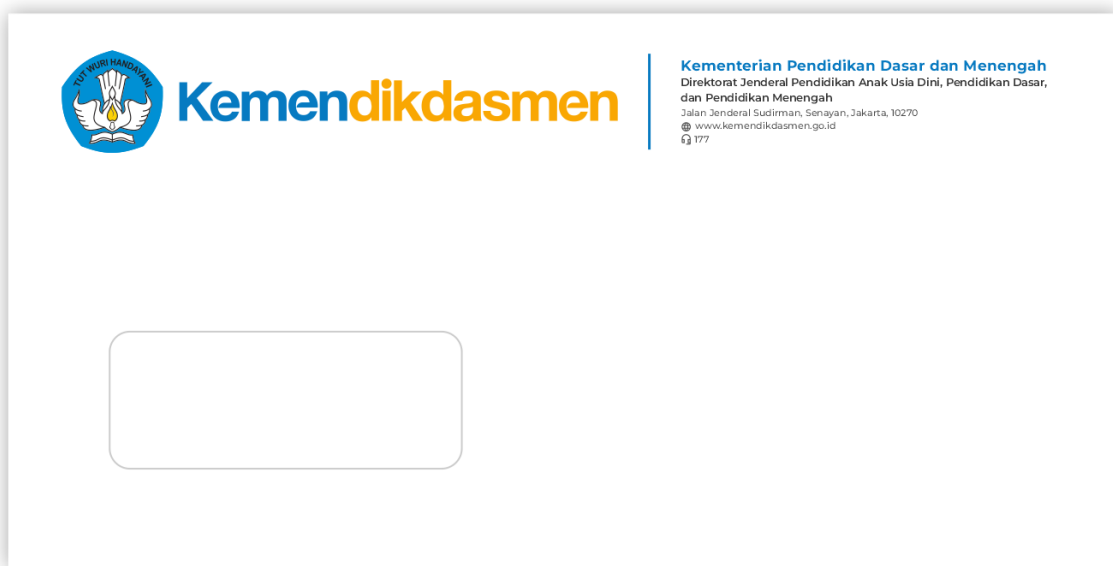 TUT WURI HANDAYANI
Kemendikdasmen
Kementerian Pendidikan Dasar dan Menengah
Direktorat Jenderal Pendidikan Anak Usia Dini, Pendidikan Dasar,
dan Pendidikan Menengah
Jalan Jenderal Sudirman, Senayan, Jakarta, 10270
www.kemendikdasmen.go.id
177